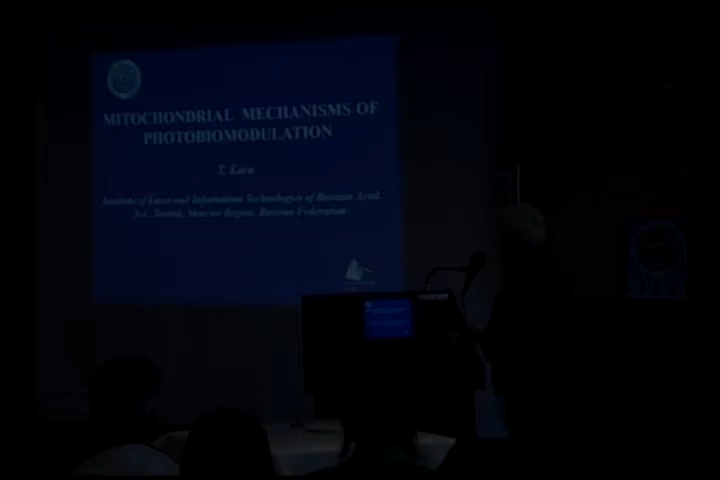 MITOCHONDRIAL MECHANISMS OF
PHOTOBIOMODULATION
T. Karu
Institute of Laser and Information Technologies of Russian Acad.
Sci., Troitsk, Moscow Region, Russian Federation